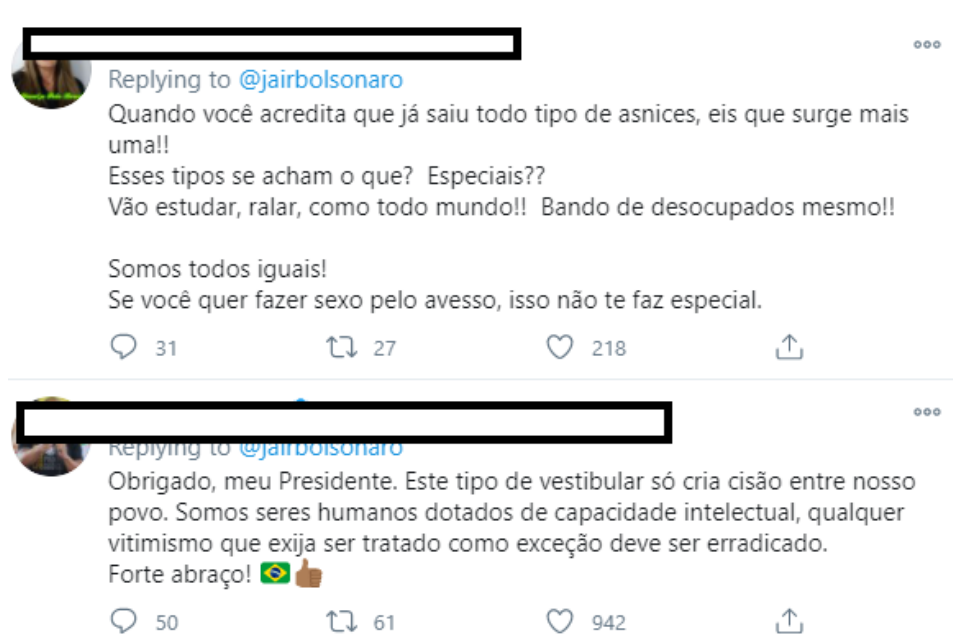 Replying to @jairbolsonaro
Quando você acredita que já saiu todo tipo de asnices, eis que surge mais
uma!!
Esses tipos se acham o que? Especiais??
Vão estudar, ralar, como todo mundo!! Bando de desocupados mesmo!!
Somos todos iguais!
Se você quer fazer sexo pelo avesso, isso não te faz especial.
31 27 218
Replying to @jairbolsonaro
Obrigado, meu Presidente. Este tipo de vestibular só cria cisão entre nosso
povo. Somos seres humanos dotados de capacidade intelectual, qualquer
vitimismo que exija ser tratado como exceção deve ser erradicado.
Forte abraço! 🇧🇷👍🏾
50 61 942